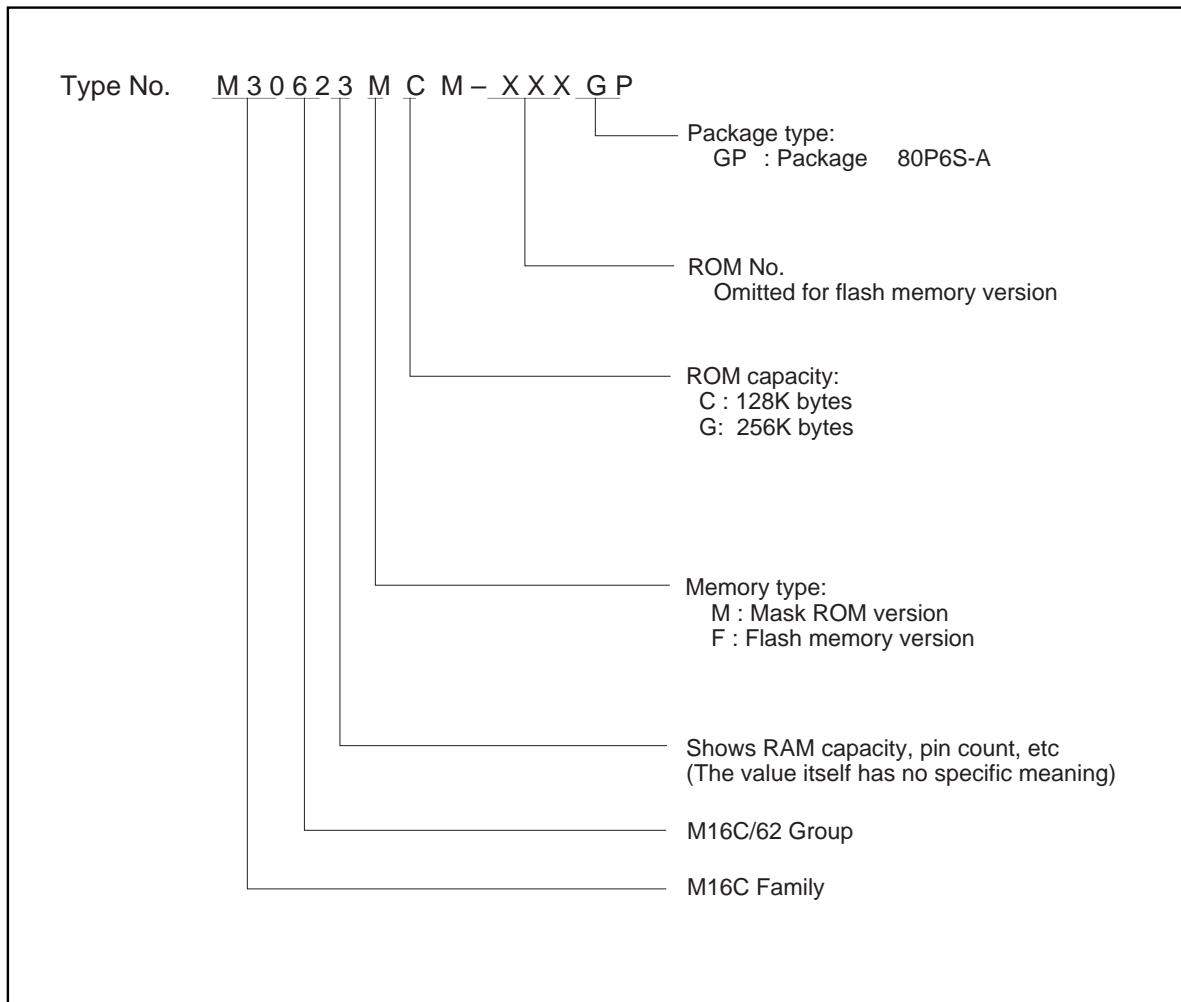 Type No. M 3 0 6 2 3 M C M – X X X G P
Package type:
GP : Package 80P6S-A
ROM No.
Omitted for flash memory version
ROM capacity:
C : 128K bytes
G: 256K bytes
Memory type:
M : Mask ROM version
F : Flash memory version
Shows RAM capacity, pin count, etc
(The value itself has no specific meaning)
M16C/62 Group
M16C Family